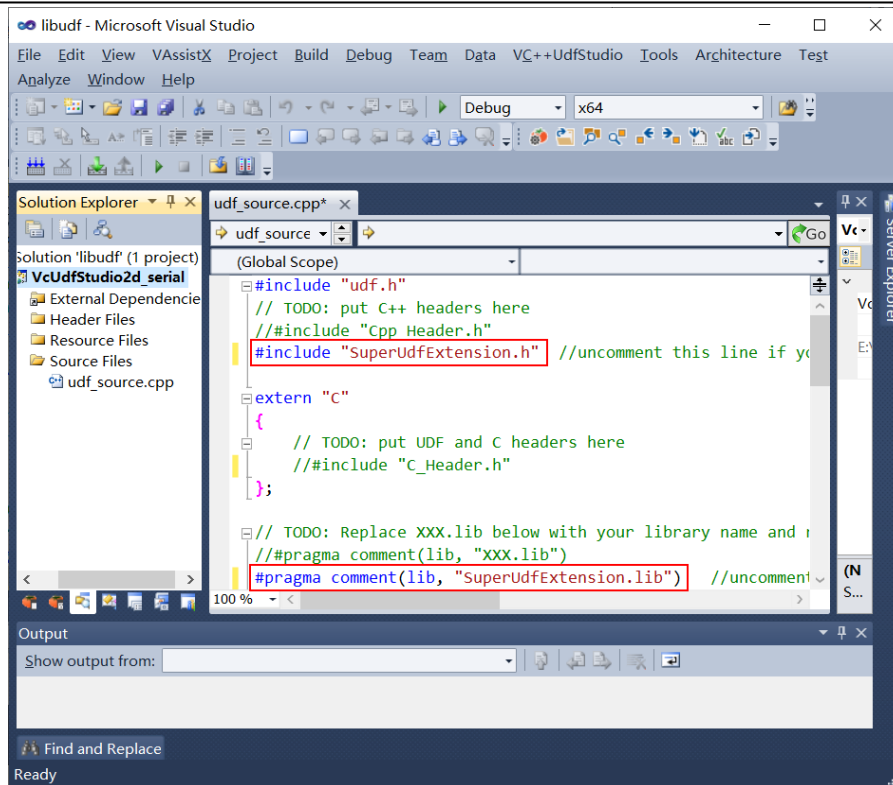 libudf - Microsoft Visual Studio
File Edit View VAssistX Project Build Debug Team Data VC++UdfStudio Tools Architecture Test
Analyze Window Help
Debug x64
Solution Explorer
udf_source.cpp*
udf_source
Go
(Global Scope)
Solution 'libudf' (1 project)
VcUdfStudio2d_serial
External Dependencie
Header Files
Resource Files
Source Files
udf_source.cpp
#include "udf.h"
// TODO: put C++ headers here
//#include "Cpp_Header.h"
#include "SuperUdfExtension.h" //uncomment this line if yo
extern "C"
{
// TODO: put UDF and C headers here
//#include "C_Header.h"
};
// TODO: Replace XXX.lib below with your library name and r
//#pragma comment(lib, "XXX.lib")
#pragma comment(lib, "SuperUdfExtension.lib") //uncomment
100 %
Vc
Vc
E:\
(N
S...
Server Explorer
Output
Show output from:
Find and Replace
Ready